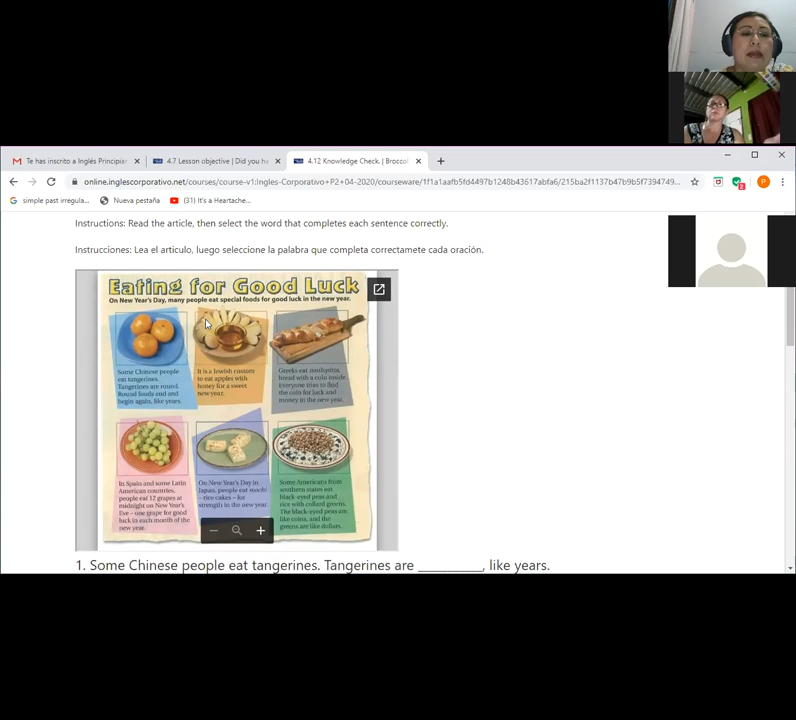 Te has inscrito a Inglés Principian
4.7 Lesson objective | Did you h
4.12 Knowledge Check. | Broccol
online.inglescorporativo.net/courses/course-v1:Ingles-Corporativo+P2+04-2020/courseware/
simple past irregula...
Nueva pestaña
(31) It's a Heartache...
Instructions: Read the article, then select the word that completes each sentence correctly.
Instrucciones: Lea el articulo, luego seleccione la palabra que completa correctamete cada oración.
Eating for Good Luck
On New Year's Day, many people eat special foods for good luck in the new year.
Some Chinese people
eat tangerines.
Tangerines are round.
Round foods end and
begin again, like years.
It is a Jewish custom
to eat apples with
honey for a sweet
new year.
Greeks eat vasilopitta,
bread with a coin inside.
Everyone tries to find
the coin for luck and
money in the new year.
In Spain and some Latin
American countries,
people eat 12 grapes at
midnight on New Year's
Eve – one grape for good
luck in each month of the
new year.
On New Year's Day in
Japan, people eat mochi
– rice cakes – for
strength in the new year.
Some Americans from
southern states eat
black-eyed peas and
rice with collard greens.
The black-eyed peas are
like coins, and the
greens are like dollars.
1. Some Chinese people eat tangerines. Tangerines are __________, like years.